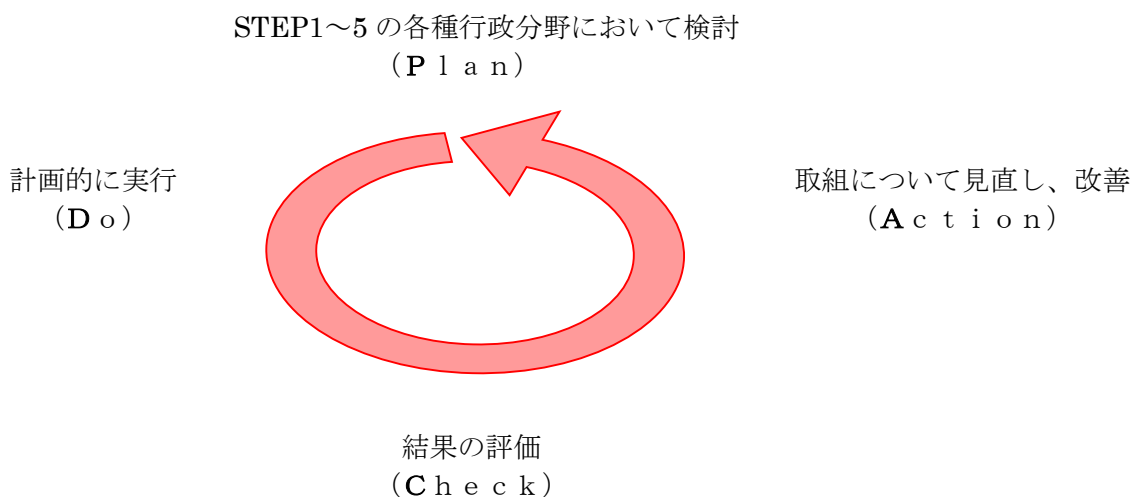 STEP1～5 の各種行政分野において検討
（Ｐｌａｎ）
計画的に実行
（Ｄｏ）
取組について見直し、改善
（Ａｃｔｉｏｎ）
結果の評価
（Ｃｈｅｃｋ）